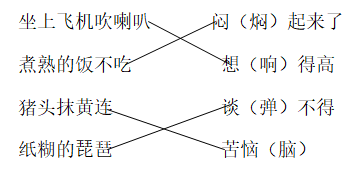 坐上飞机吹喇叭 闷（焖）起来了
煮熟的饭不吃 想（响）得高
猪头抹黄连 谈（弹）不得
纸糊的琵琶 苦恼（脑）